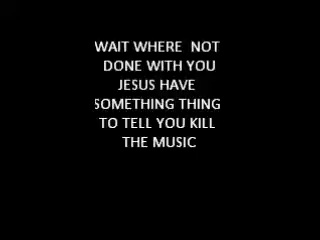 WAIT WHERE  NOT
DONE WITH YOU
JESUS HAVE
SOMETHING THING
TO TELL YOU KILL
THE MUSIC